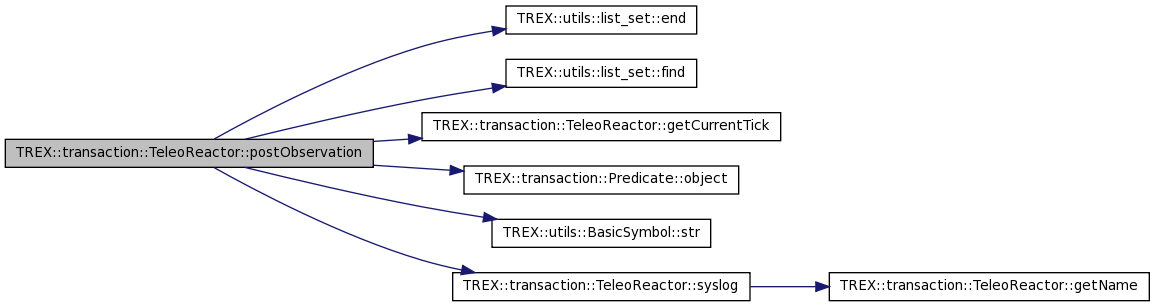 TREX::utils::list_set::end
TREX::utils::list_set::find
TREX::transaction::TeleoReactor::getCurrentTick
TREX::transaction::TeleoReactor::postObservation
TREX::transaction::Predicate::object
TREX::utils::BasicSymbol::str
TREX::transaction::TeleoReactor::syslog
TREX::transaction::TeleoReactor::getName